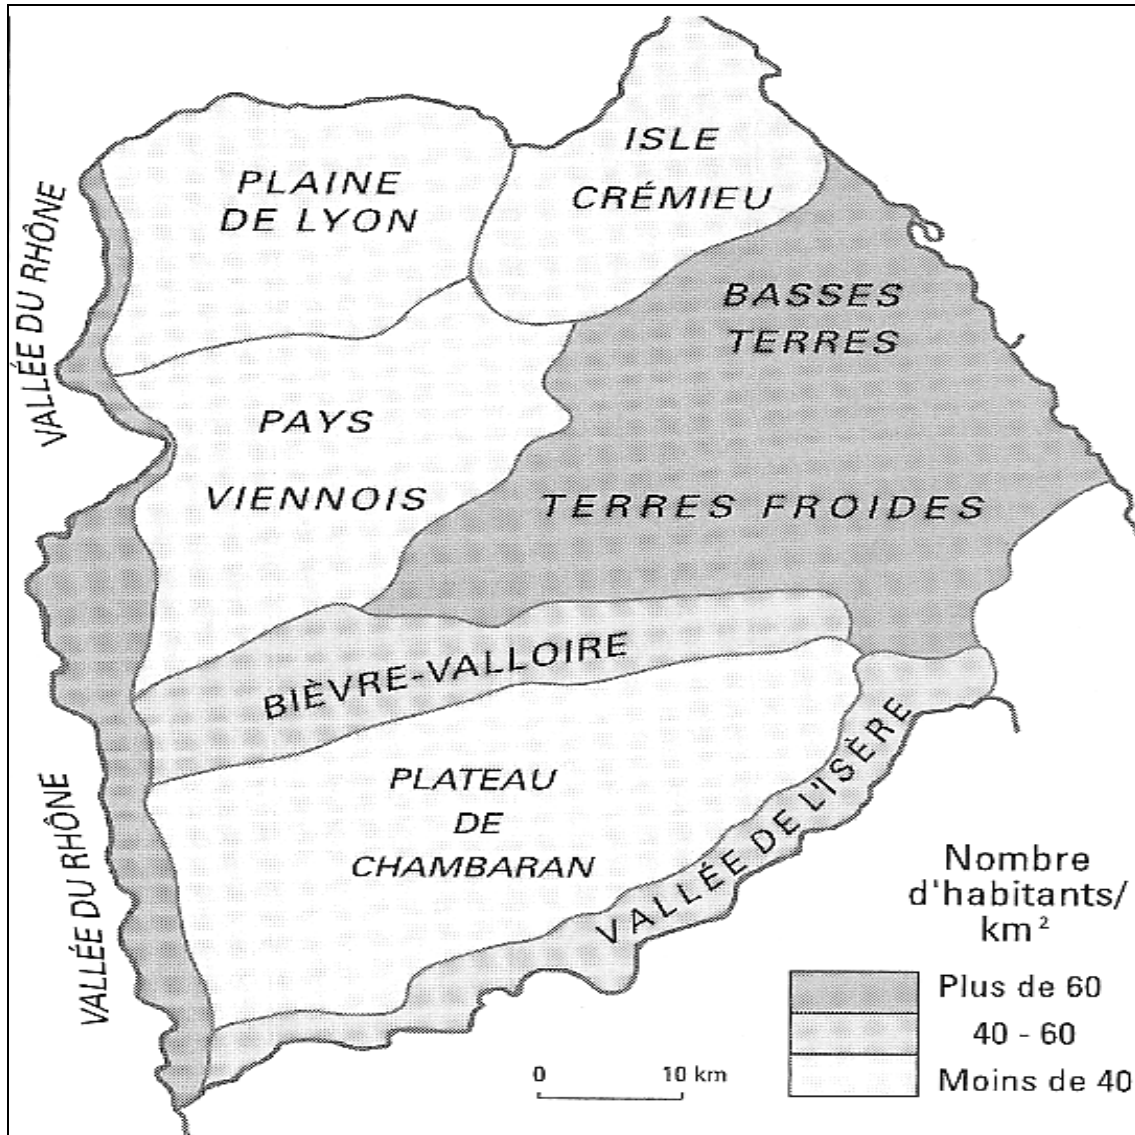 ISLE
CRÉMIEU
PLAINE
DE LYON
VALLÉE DU RHÔNE
BASSES
TERRES
PAYS
VIENNOIS
TERRES FROIDES
BIÈVRE-VALLOIRE
VALLÉE DE L'ISÈRE
PLATEAU
DE
CHAMBARAN
VALLÉE DU RHÔNE
Nombre
d'habitants/
km²
Plus de 60
40 - 60
Moins de 40
0 10 km